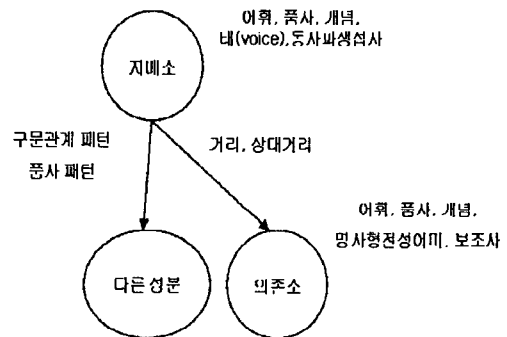 어휘, 품사, 개념,
태(voice),동사파생접사
지배소
구문관계 패턴
품사 패턴
거리, 상대거리
어휘, 품사, 개념,
명사형전성어미, 보조사
다른성분
의존소